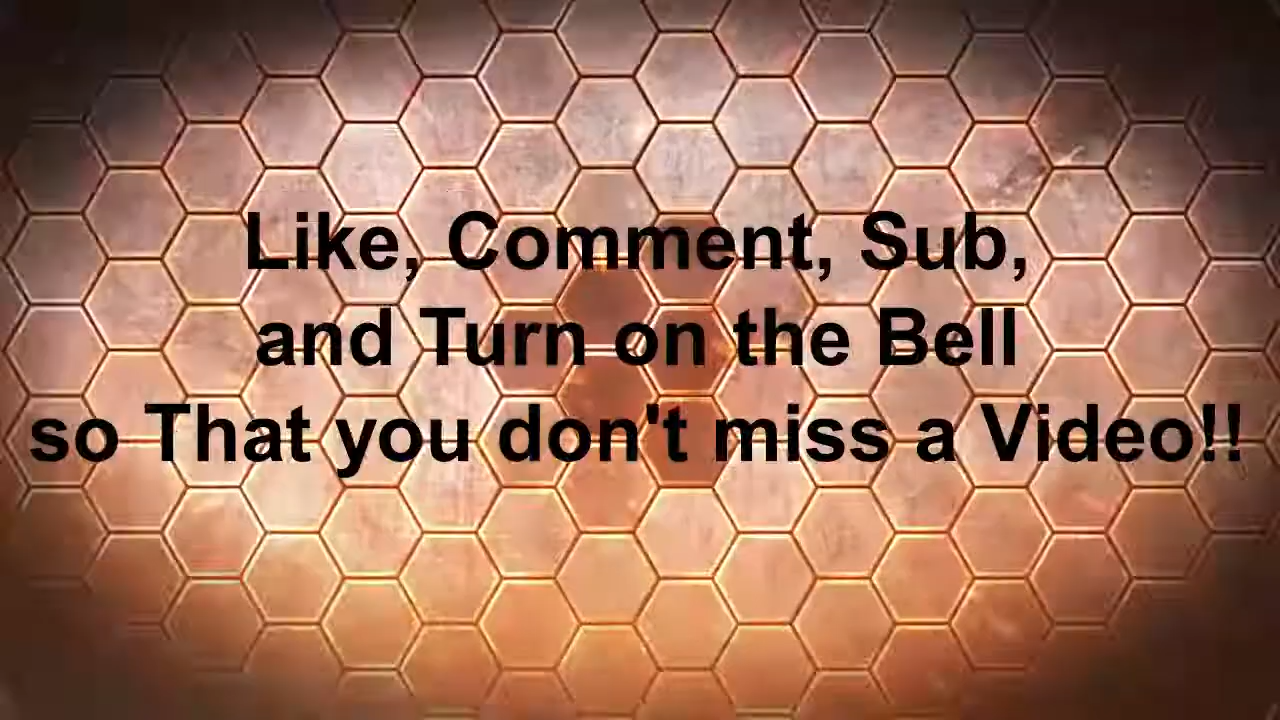 Like, Comment, Sub,
and Turn on the Bell
so That you don't miss a Video!!